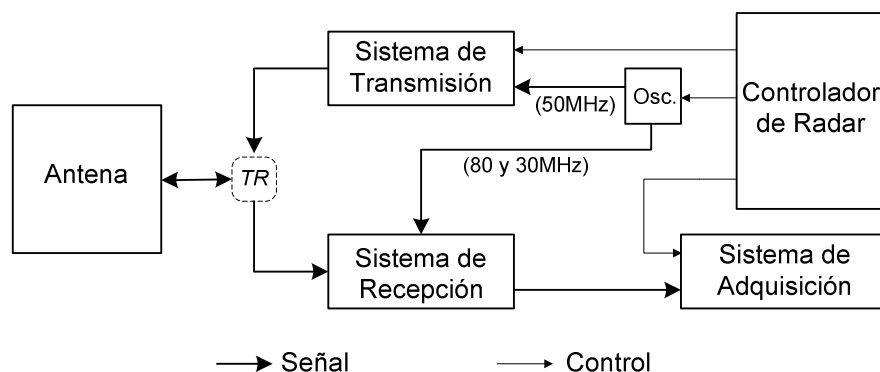 Sistema de
Transmisión
Osc.
(50MHz)
Controlador
de Radar
(80 y 30MHz)
Antena
TR
Sistema de
Recepción
Sistema de
Adquisición
Señal
Control